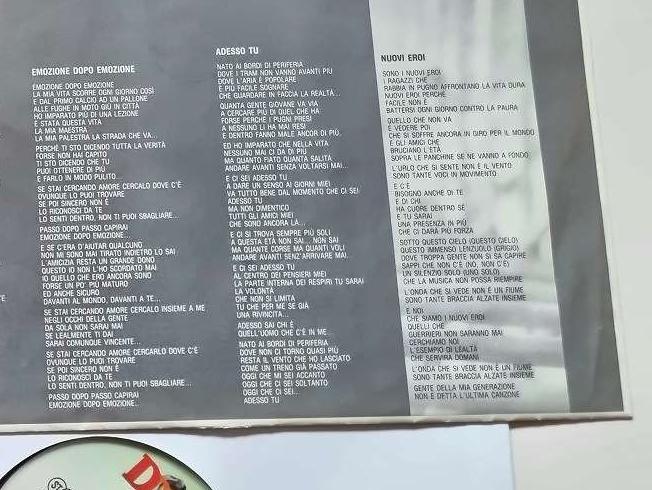 EMOZIONE DOPO EMOZIONE
EMOZIONE DOPO EMOZIONE
LA MIA VITA SCORRE OGNI GIORNO COSÌ
E DAL PRIMO CALCIO AD UN PALLONE
ALLE FUGHE IN MOTO GIÙ IN CITTÀ
HO IMPARATO PIÙ DI UNA LEZIONE
È STATA QUESTA VITA
LA MIA MAESTRA
LA MIA PALESTRA LA STRADA CHE VA...
PERCHÈ TI STO DICENDO TUTTA LA VERITÀ
FORSE NON HAI CAPITO
TI STO DICENDO CHE TU
PUOI OTTENERE DI PIÙ
E FARLO IN MODO PULITO...
SE STAI CERCANDO AMORE CERCALO DOV'È
OVUNQUE LO PUOI TROVARE
SE POI SINCERO NON È
LO RICONOSCI DA TE
LO SENTI DENTRO, NON TI PUOI SBAGLIARE...
PASSO DOPO PASSO CAPIRAI
EMOZIONE DOPO EMOZIONE...
E SE C'ERA D'AIUTAR QUALCUNO
NON MI SONO MAI TIRATO INDIETRO LO SAI
L'AMICIZIA RESTA UN GRANDE DONO
QUESTO IO NON L'HO SCORDATO MAI
IO QUELLO CHE ERO ANCORA SONO
FORSE UN PO' PIÙ MATURO
ED ANCHE SICURO
DAVANTI AL MONDO, DAVANTI A TE...
SE STAI CERCANDO AMORE CERCALO INSIEME A ME
NEGLI OCCHI DELLA GENTE
DA SOLA NON SARAI MAI
SE LEALMENTE TI DAI
SARAI COMUNQUE VINCENTE...
SE STAI CERCANDO AMORE CERCALO DOVE C'È
OVUNQUE LO PUOI TROVARE
SE POI SINCERO NON È
LO RICONOSCI DA TE
LO SENTI DENTRO, NON TI PUOI SBAGLIARE...
PASSO DOPO PASSO CAPIRAI
EMOZIONE DOPO EMOZIONE..
ADESSO TU
NATO AI BORDI DI PERIFERIA
DOVE I TRAM NON VANNO AVANTI PIÙ
DOVE L'ARIA È POPOLARE
È PIÙ FACILE SOGNARE
CHE GUARDARE IN FACCIA LA REALTÀ...
QUANTA GENTE GIOVANE VA VIA
A CERCARE PIÙ DI QUEL CHE HA
FORSE PERCHÈ I PUGNI PRESI
A NESSUNO LI HA MAI RESI
E DENTRO FANNO MALE ANCOR DI PIÙ.
ED HO IMPARATO CHE NELLA VITA
NESSUNO MAI CI DÀ DI PIÙ
MA QUANTO FIATO QUANTA SALITA
ANDARE AVANTI SENZA VOLTARSI MAI...
E CI SEI ADESSO TU
A DARE UN SENSO AI GIORNI MIEI
VA TUTTO BENE DAL MOMENTO CHE CI SEI
ADESSO TU
MA NON DIMENTICO
TUTTI GLI AMICI MIEI
CHE SONO ANCORA LÀ...
E CI SI TROVA SEMPRE PIÙ SOLI
A QUESTA ETÀ NON SAI... NON SAI
MA QUANTE CORSE MA QUANTI VOLI
ANDARE AVANTI SENZ'ARRIVARE MAI.
E CI SEI ADESSO TU
AL CENTRO DEI PENSIERI MIEI
LA PARTE INTERNA DEI RESPIRI TU SARAI
LA VOLONTÀ
CHE NON SI LIMITA
TU CHE PER ME SEI GIÀ
UNA RIVINCITA...
ADESSO SAI CHI È
QUELL'UOMO CHE C'È IN ME...
NATO AI BORDI DI PERIFERIA
DOVE NON CI TORNO QUASI PIÙ
RESTA IL VENTO CHE HO LASCIATO
COME UN TRENO GIÀ PASSATO
OGGI CHE MI SEI ACCANTO
OGGI CHE CI SEI SOLTANTO
OGGI CHE CI SEI...
ADESSO TU
NUOVI EROI
SONO I NUOVI EROI
I RAGAZZI CHE
RABBIA IN PUGNO AFFRONTANO LA VITA DURA
NUOVI EROI PERCHÈ
FACILE NON È
BATTERSI OGNI GIORNO CONTRO LA PAURA
QUELLO CHE NON VA
È VEDERE POI
CHE SI SOFFRE ANCORA IN GIRO PER IL MONDO
E GLI AMICI CHE
BRUCIANO L'ETÀ
SOPRA LE PANCHINE SE NE VANNO A FONDO
L'URLO CHE SI SENTE NON È IL VENTO
SONO TANTE VOCI IN MOVIMENTO
E C'È
BISOGNO ANCHE DI TE
E DI CHI
HA CUORE DENTRO SÈ
E TU SARAI
UNA PRESENZA IN PIÙ
CHE CI DARÀ PIÙ FORZA
SOTTO QUESTO CIELO (QUESTO CIELO)
QUESTO IMMENSO LENZUOLO (GRIGIO)
DOVE TROPPA GENTE NON SI SA CAPIRE
SAPPI CHE NON C'È (NO, NON C'È)
UN SILENZIO SOLO (UNO SOLO)
CHE LA MUSICA NON POSSA RIEMPIRE
L'ONDA CHE SI VEDE NON È UN FIUME
SONO TANTE BRACCIA ALZATE INSIEME
E NOI
CHE SIAMO I NUOVI EROI
QUELLI CHE
GUERRIERI NON SARANNO MAI
CERCHIAMO NOI
L'ESEMPIO DI LEALTÀ
CHE SERVIRÀ DOMANI
L'ONDA CHE SI VEDE NON È UN FIUME
SONO TANTE BRACCIA ALZATE INSIEME
GENTE DELLA MIA GENERAZIONE
NON È DETTA L'ULTIMA CANZONE